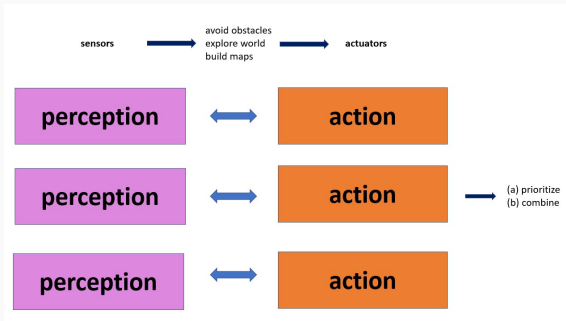 sensors
avoid obstacles
explore world
build maps
actuators
perception
action
perception
action
(a) prioritize
(b) combine
perception
action